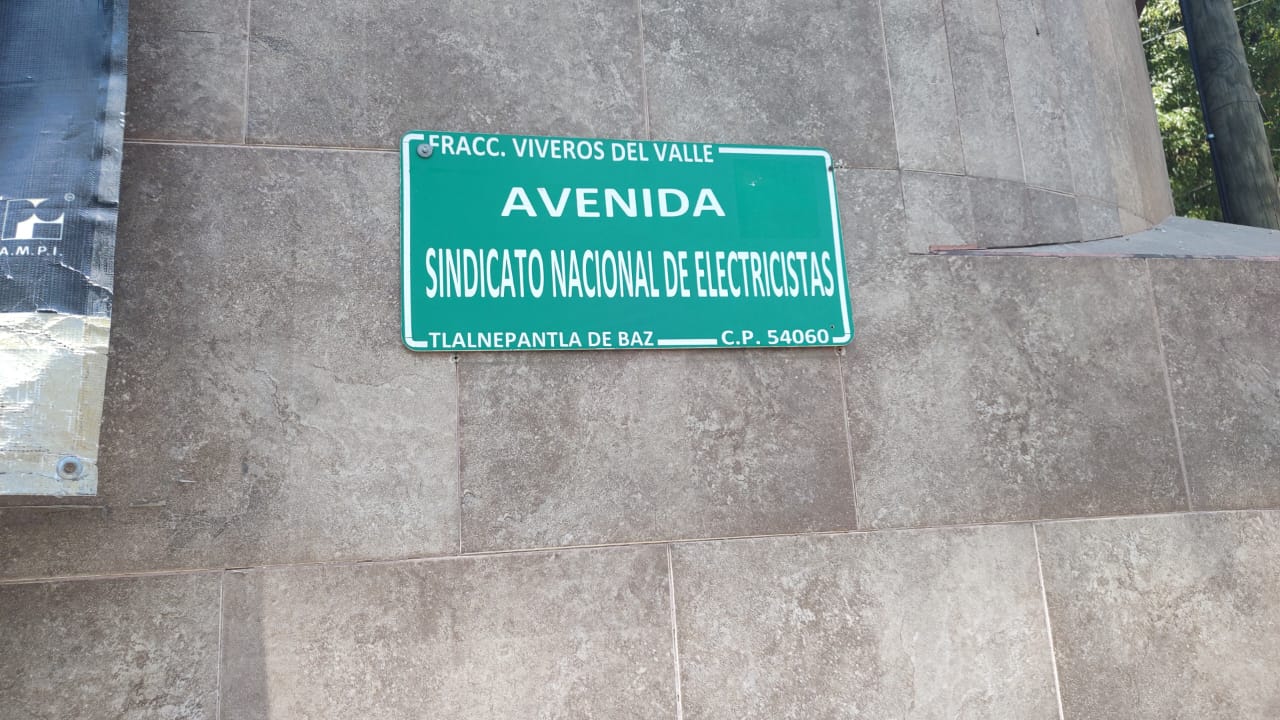 FRACC. VIVEROS DEL VALLE
AVENIDA
SINDICATO NACIONAL DE ELECTRICISTAS
TLALNEPANTLA DE BAZ C.P. 54060
A.M.P.I.